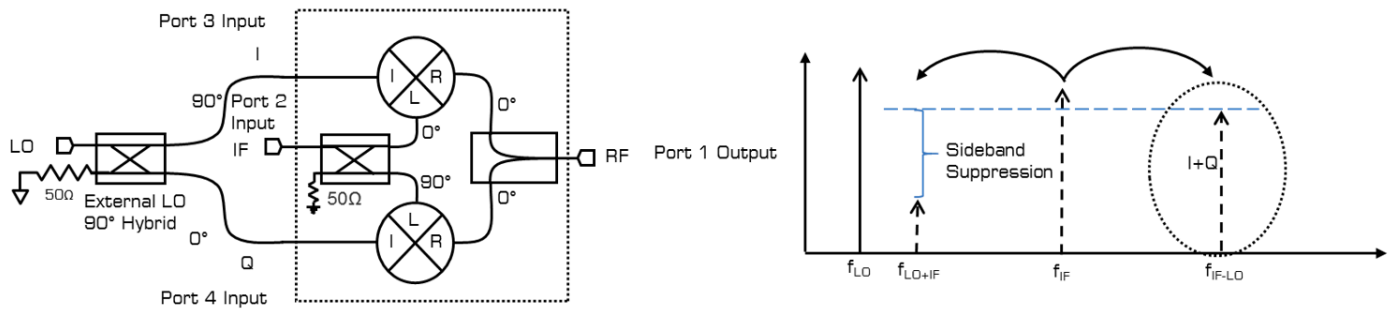 Port 3 Input
I
90°
Port 2
Input
LO
IF
50Ω
External LO
90° Hybrid
0°
Q
Port 4 Input
I
R
L
0°
0°
90°
50Ω
L
I
R
0°
RF
Port 1 Output
Sideband
Suppression
I+Q
fLO
fLO+IF
fIF
fIF-LO